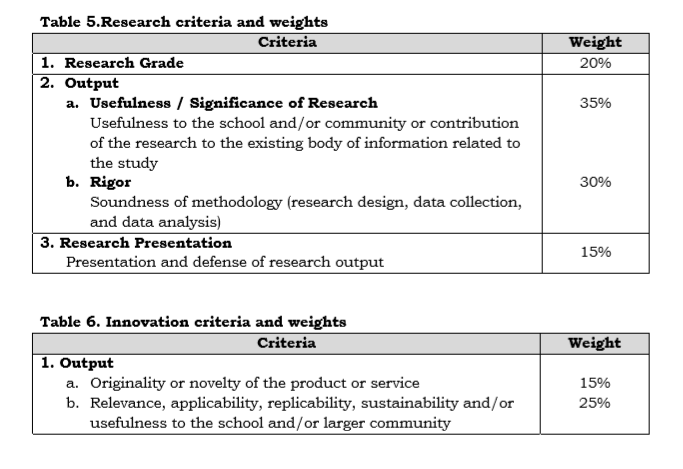 Table 5.Research criteria and weights
Criteria Weight
1. Research Grade 20%
2. Output
a. Usefulness / Significance of Research 35%
Usefulness to the school and/or community or contribution
of the research to the existing body of information related to
the study
b. Rigor 30%
Soundness of methodology (research design, data collection,
and data analysis)
3. Research Presentation
15%
Presentation and defense of research output
Table 6. Innovation criteria and weights
Criteria Weight
1. Output
a. Originality or novelty of the product or service 15%
b. Relevance, applicability, replicability, sustainability and/or 25%
usefulness to the school and/or larger community